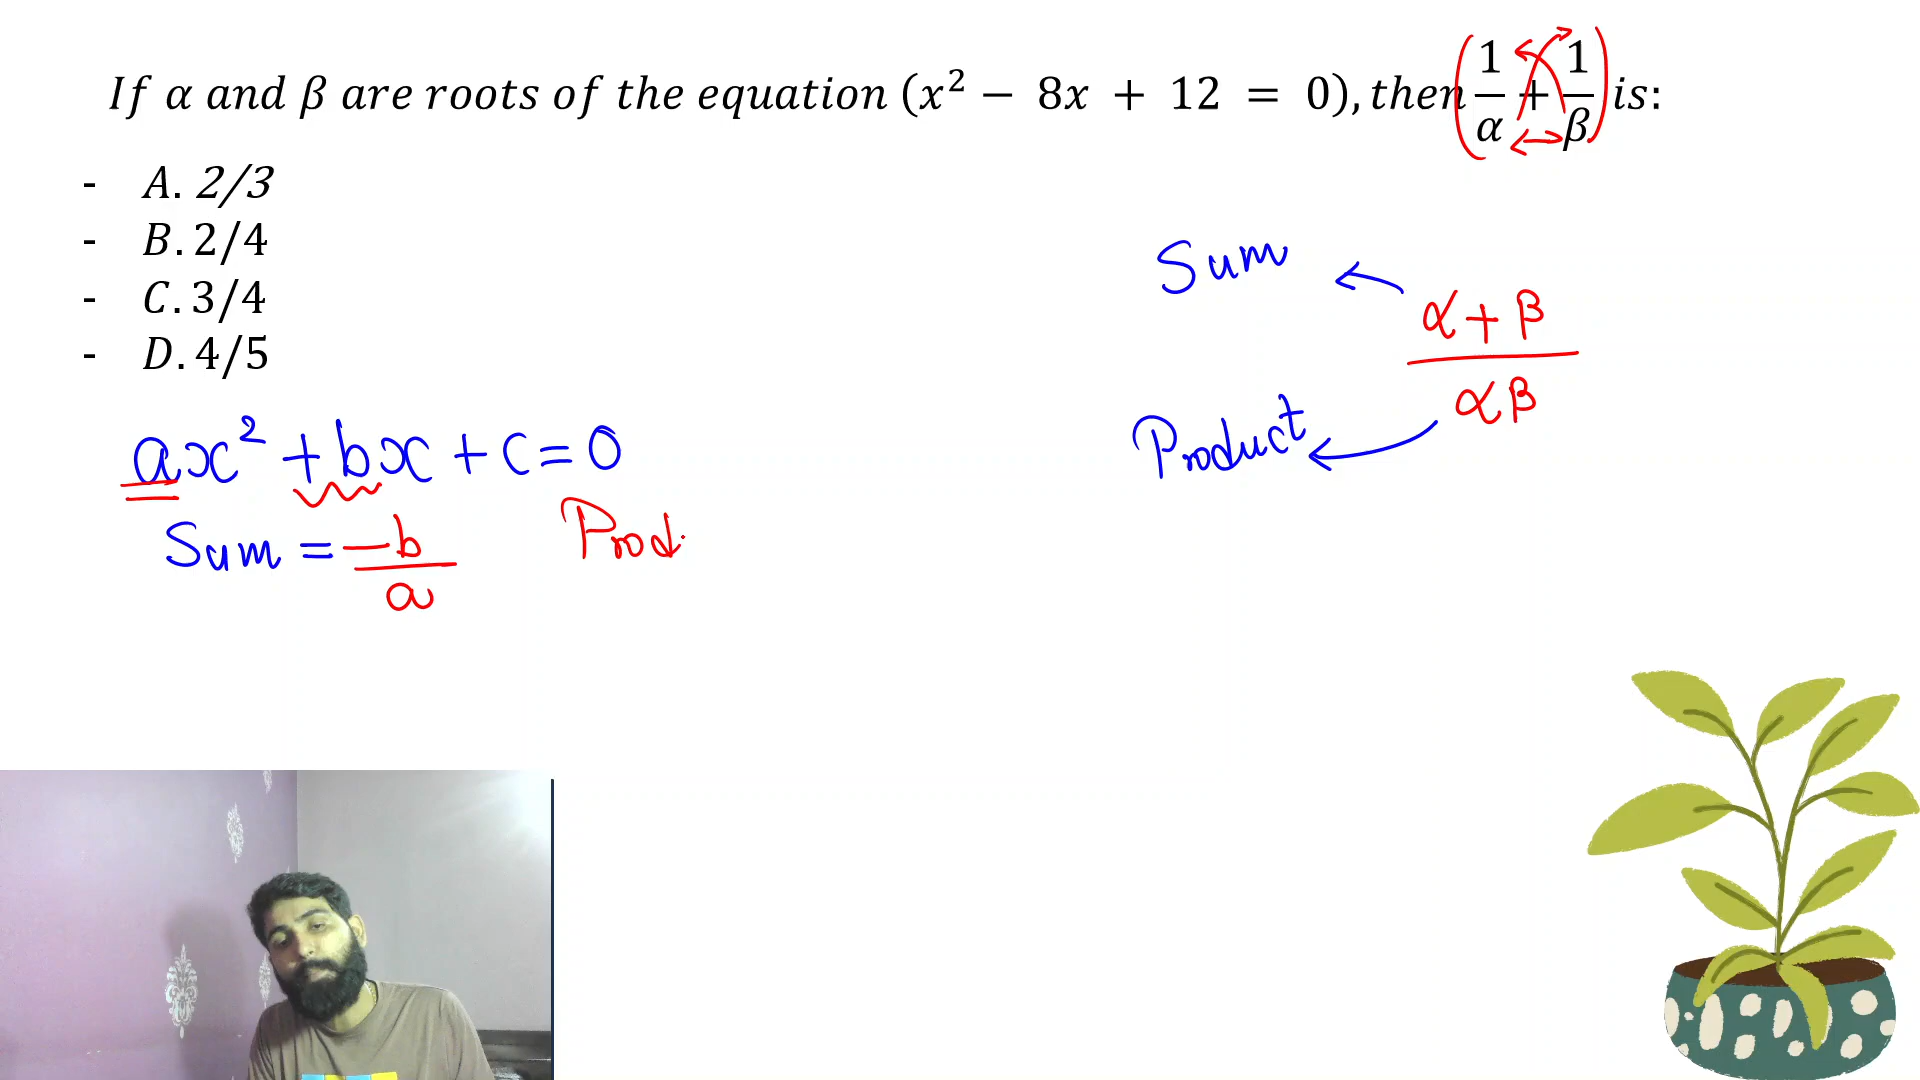 If α and β are roots of the equation (x² − 8x + 12 = 0), then (1/α + 1/β) is:
- A. 2/3
- B. 2/4
- C. 3/4
- D. 4/5
Sum
α + β
αβ
Product
ax² + bx + c = 0
Sum = −b/a
Prod